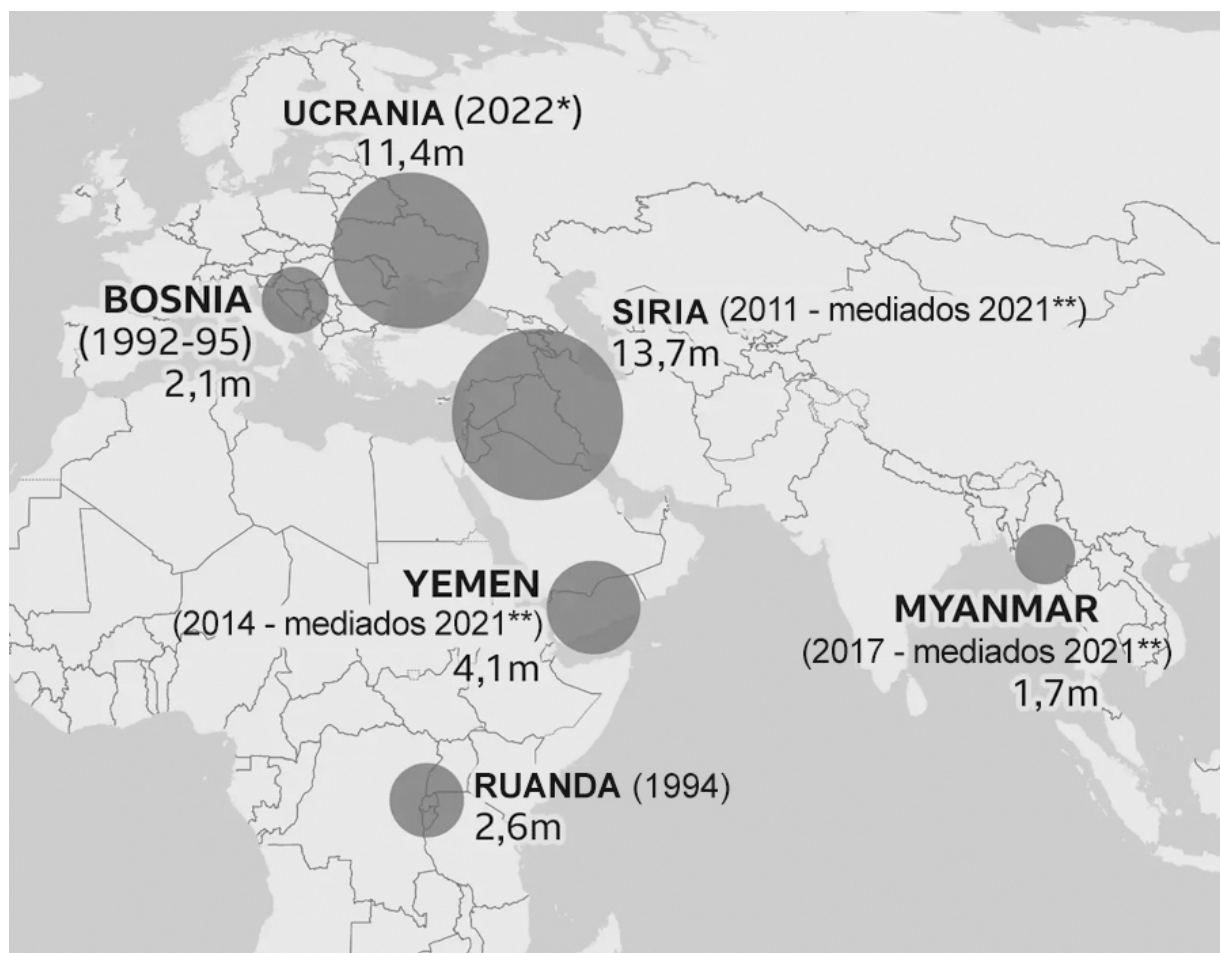 UCRANIA (2022*)
11,4m
BOSNIA
(1992-95)
2,1m
SIRIA (2011 - mediados 2021**)
13,7m
YEMEN
(2014 - mediados 2021**)
4,1m
MYANMAR
(2017 - mediados 2021**)
1,7m
RUANDA (1994)
2,6m